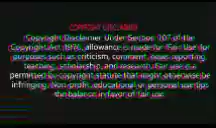 COPYRIGHT DISCLAIMER
Copyright Disclaimer Under Section 107 of the
Copyright Act 1976, allowance is made for Fair Use for
purposes such as criticism, comment, news reporting,
teaching, scholarship, and research. Fair use is a
permitted by copyright statute that might otherwise be
infringing. Non-profit, educational or personal use tips
the balance in favor of fair use.